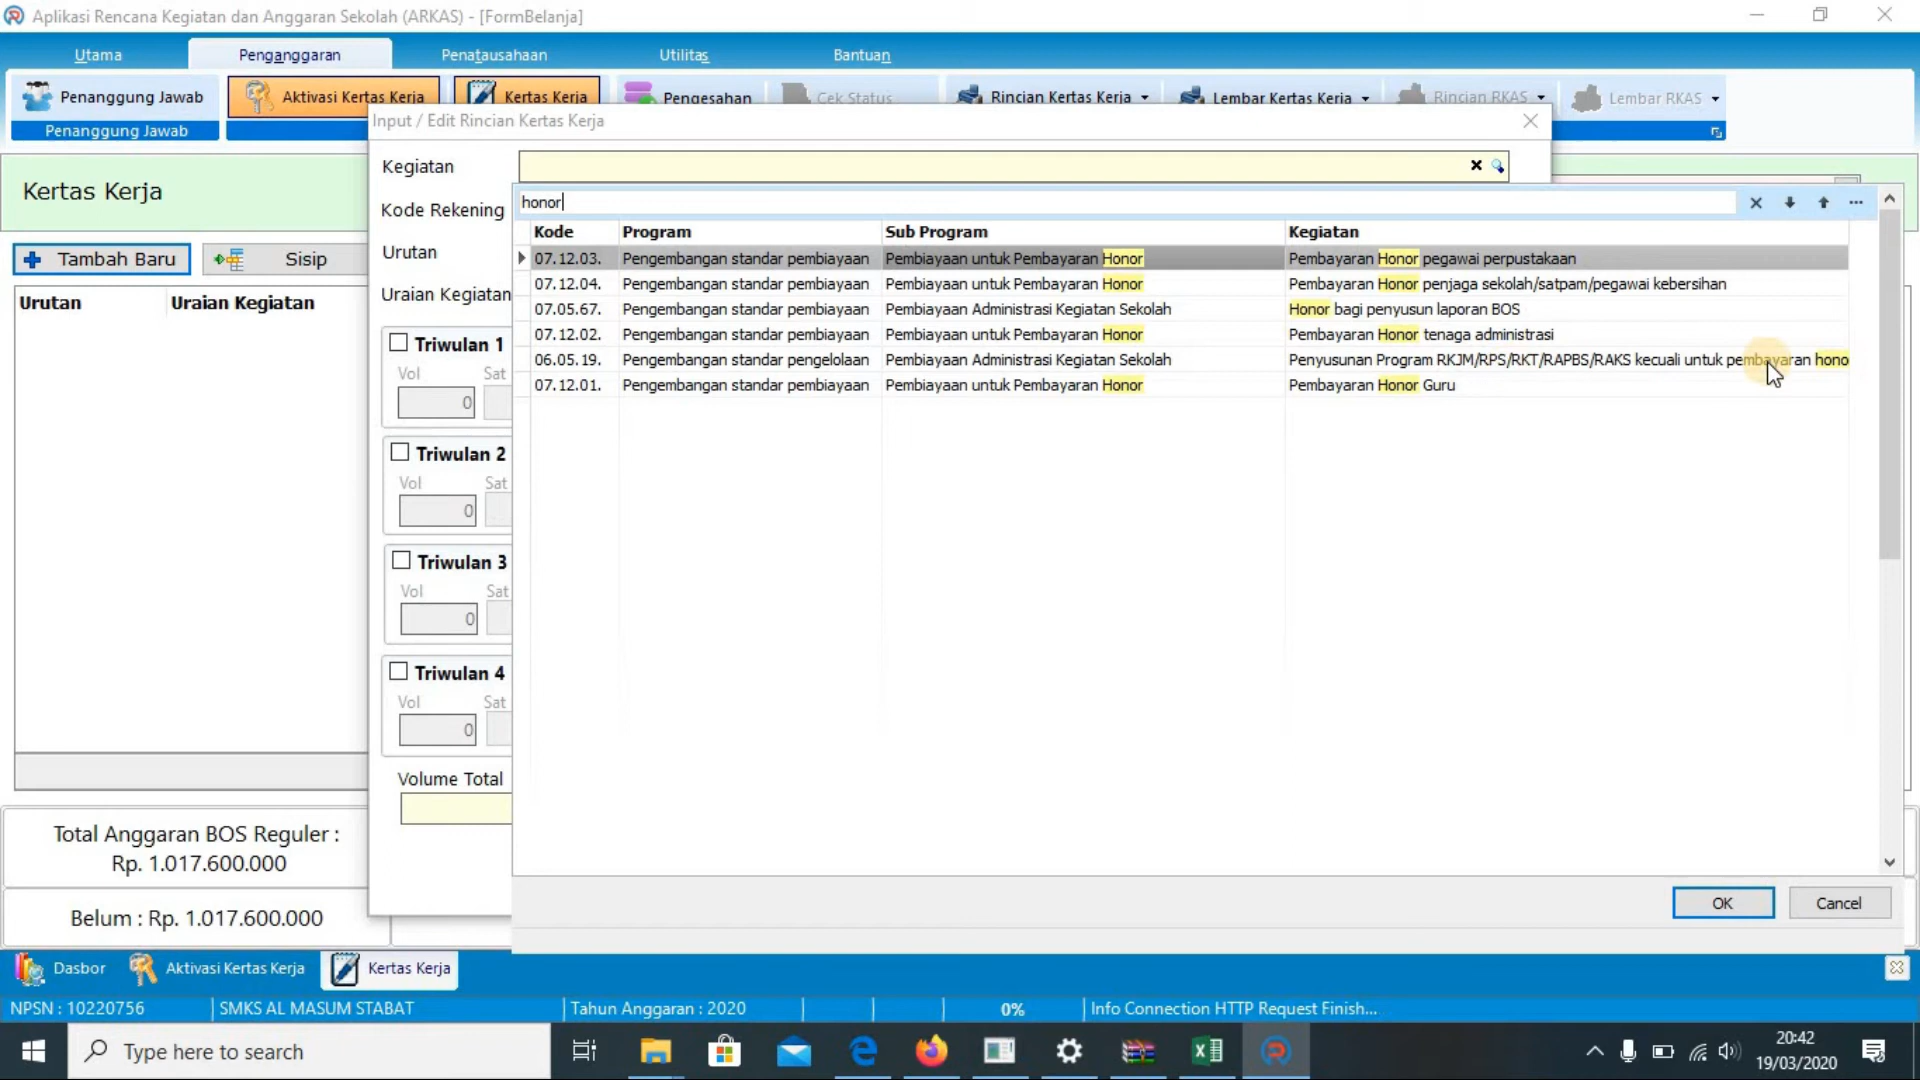 Aplikasi Rencana Kegiatan dan Anggaran Sekolah (ARKAS) - [FormBelanja]
Utama Penganggaran Penatausahaan Utilitas Bantuan
Penanggung Jawab Aktivasi Kertas Kerja Kertas Kerja Pengesahan Cek Status Rincian Kertas Kerja Lembar Kertas Kerja Rincian RKAS Lembar RKAS
Penanggung Jawab
Input / Edit Rincian Kertas Kerja
Kertas Kerja
Kegiatan
Kode Rekening
Urutan
Uraian Kegiatan
honor
Tambah Baru Sisip
Urutan Uraian Kegiatan
Kode Program Sub Program Kegiatan
07.12.03. Pengembangan standar pembiayaan Pembiayaan untuk Pembayaran Honor Pembayaran Honor pegawai perpustakaan
07.12.04. Pengembangan standar pembiayaan Pembiayaan untuk Pembayaran Honor Pembayaran Honor penjaga sekolah/satpam/pegawai kebersihan
07.05.67. Pengembangan standar pembiayaan Pembiayaan Administrasi Kegiatan Sekolah Honor bagi penyusun laporan BOS
07.12.02. Pengembangan standar pembiayaan Pembiayaan untuk Pembayaran Honor Pembayaran Honor tenaga administrasi
06.05.19. Pengembangan standar pengelolaan Pembiayaan Administrasi Kegiatan Sekolah Penyusunan Program RKJM/RPS/RKT/RAPBS/RAKS kecuali untuk pembayaran hono
07.12.01. Pengembangan standar pembiayaan Pembiayaan untuk Pembayaran Honor Pembayaran Honor Guru
Triwulan 1
Vol Sat
0
Triwulan 2
Vol Sat
0
Triwulan 3
Vol Sat
0
Triwulan 4
Vol Sat
0
Volume Total
OK Cancel
Total Anggaran BOS Reguler :
Rp. 1.017.600.000
Belum : Rp. 1.017.600.000
Dasbor Aktivasi Kertas Kerja Kertas Kerja
NPSN : 10220756 SMKS AL MASUM STABAT Tahun Anggaran : 2020 0% Info Connection HTTP Request Finish...
Type here to search
20:42
19/03/2020